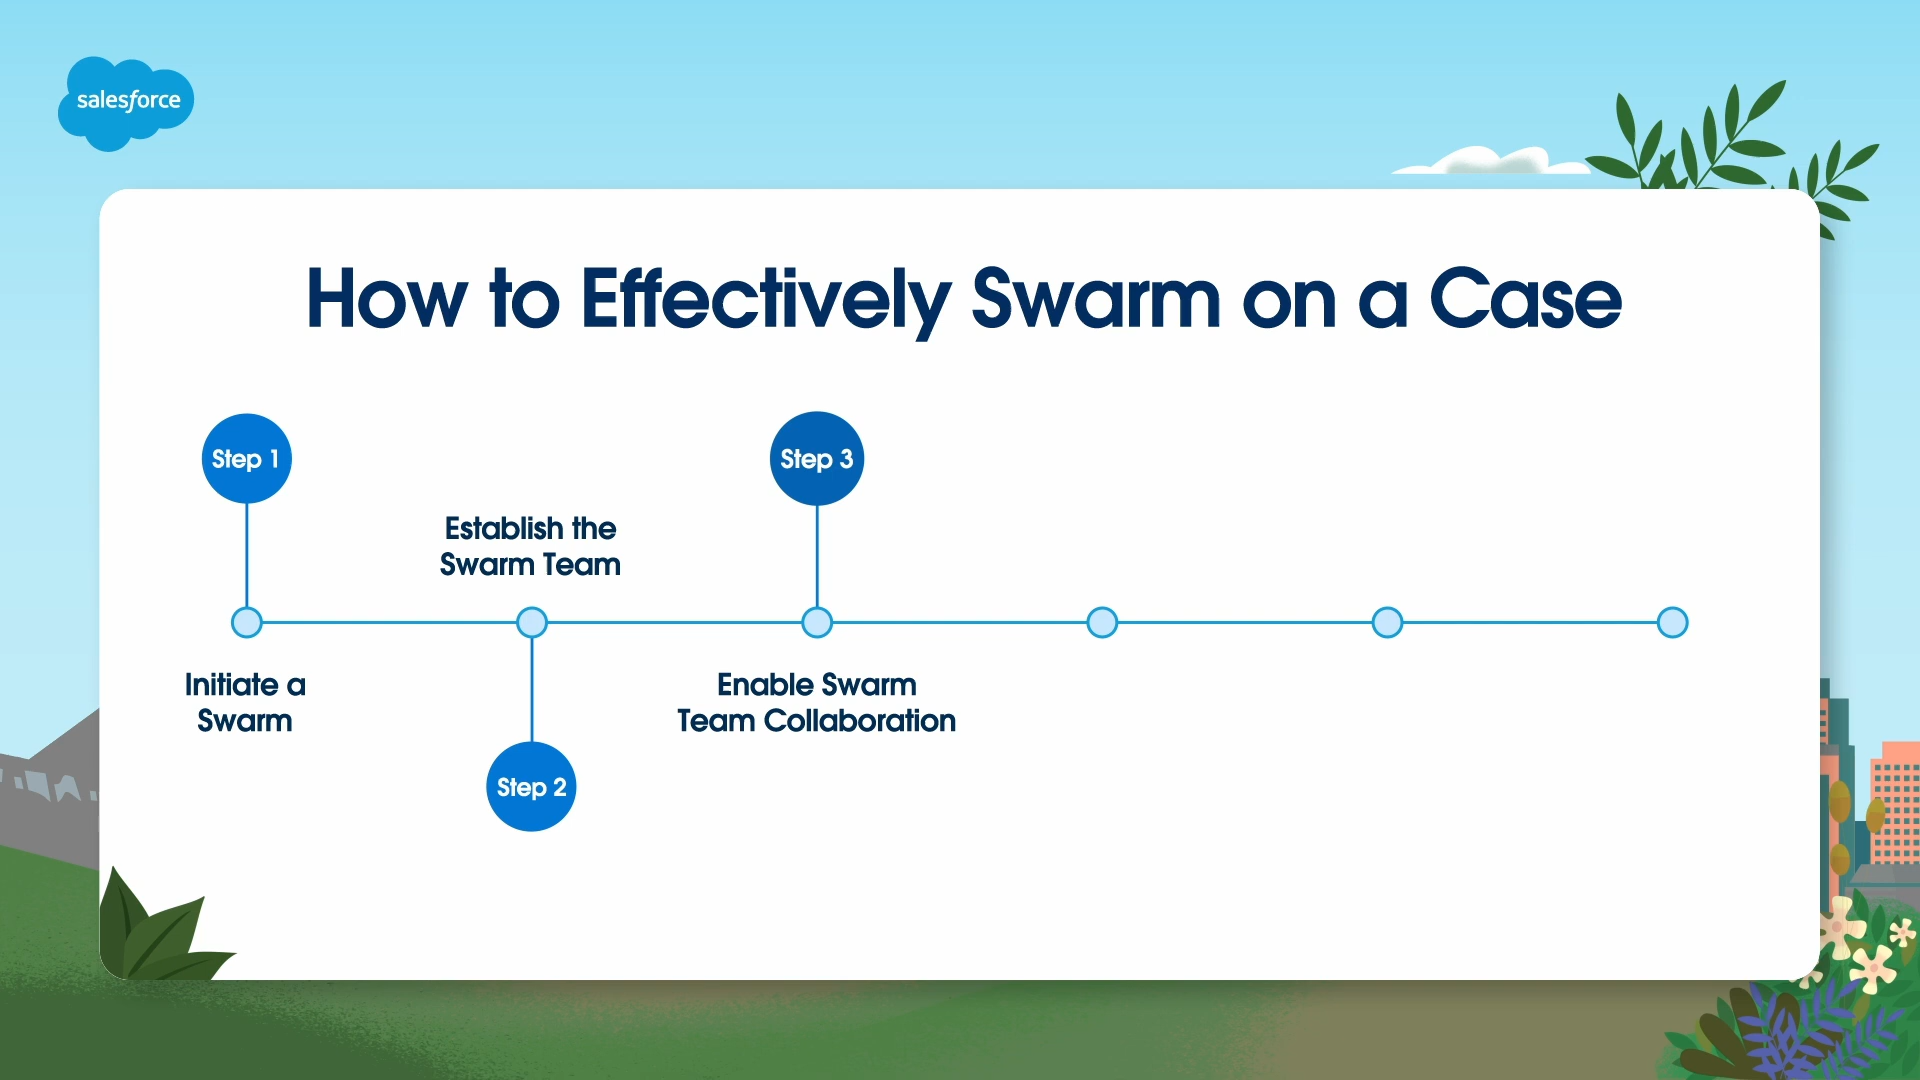 salesforce
How to Effectively Swarm on a Case
Step 1
Initiate a
Swarm
Establish the
Swarm Team
Step 2
Step 3
Enable Swarm
Team Collaboration